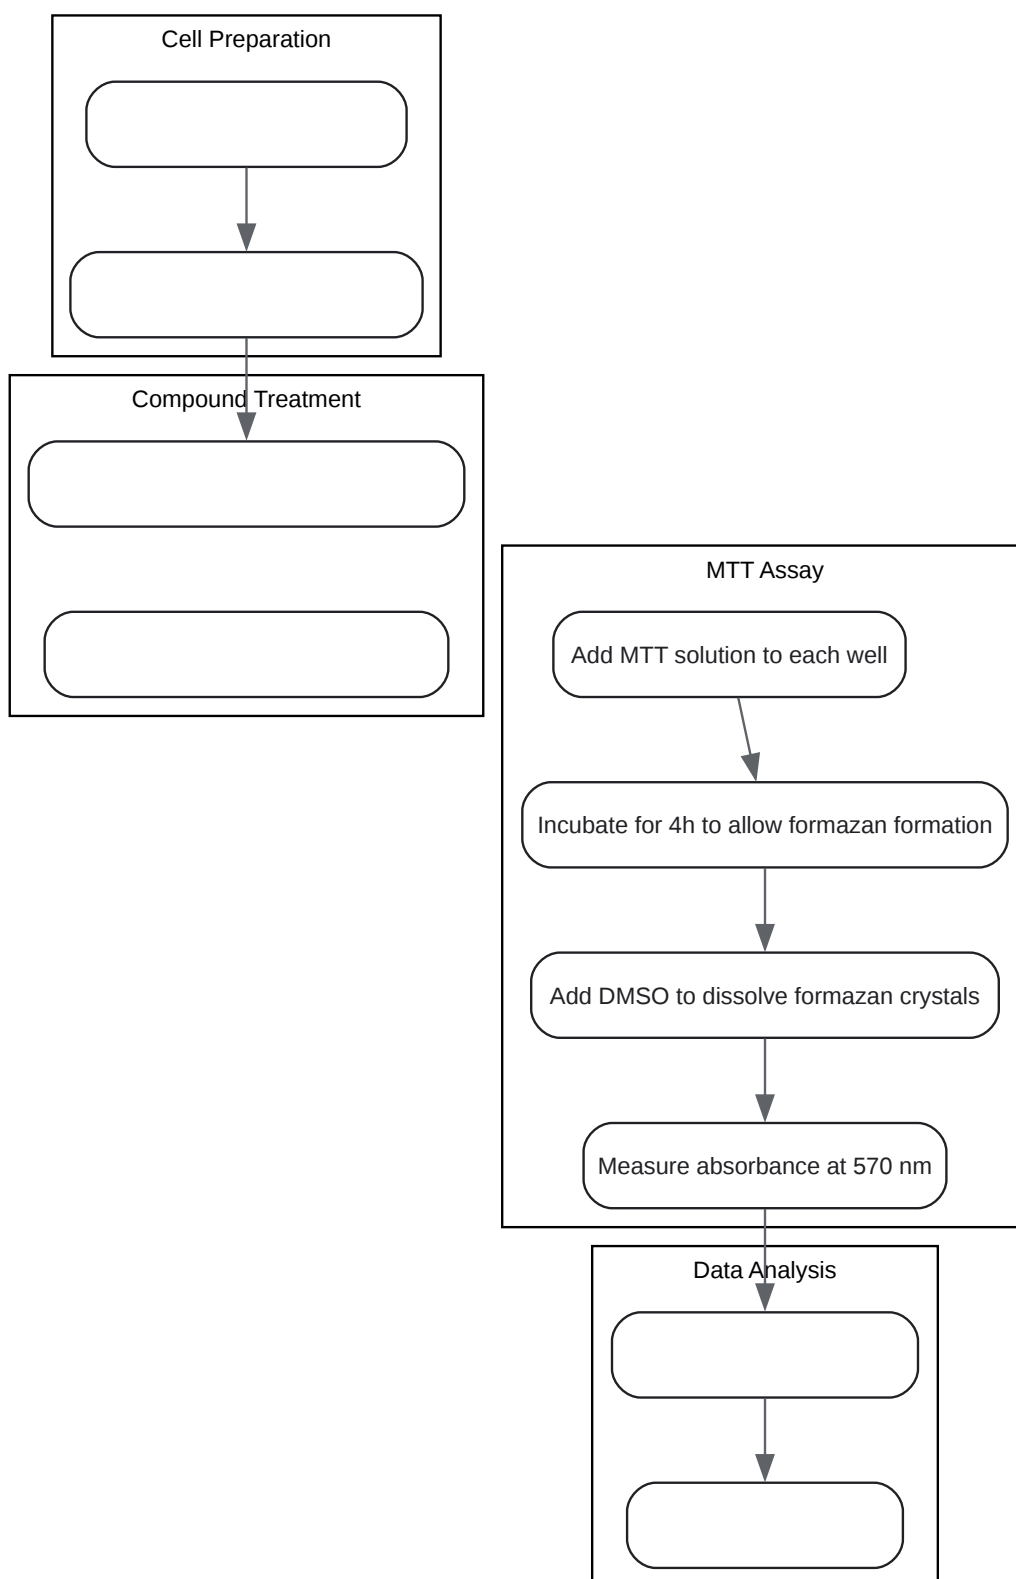 Cell Preparation
Compound Treatment
MTT Assay
Add MTT solution to each well
Incubate for 4h to allow formazan formation
Add DMSO to dissolve formazan crystals
Measure absorbance at 570 nm
Data Analysis